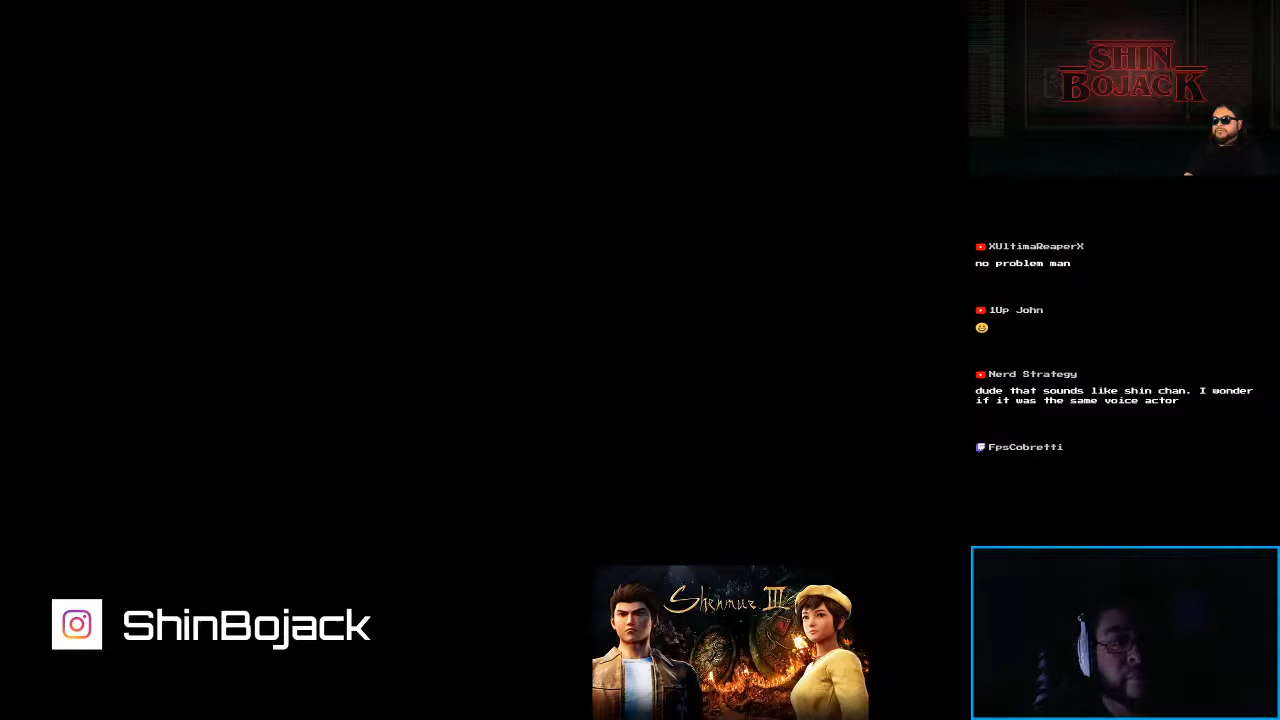 SHIN
BOJACK
XUltimaReaperX
no problem man
1Up John
Nerd Strategy
dude that sounds like shin chan. I wonder
if it was the same voice actor
FpsCobretti
ShinBojack
Shenmue III